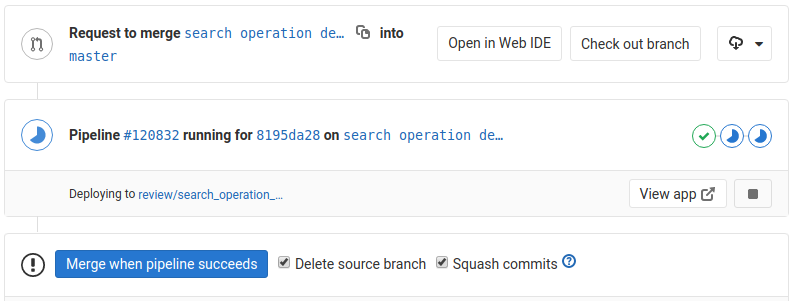 Request to merge search operation de… into
master
Open in Web IDE
Check out branch
Pipeline #120832 running for 8195da28 on search operation de…
Deploying to review/search_operation_…
View app
Merge when pipeline succeeds
Delete source branch
Squash commits